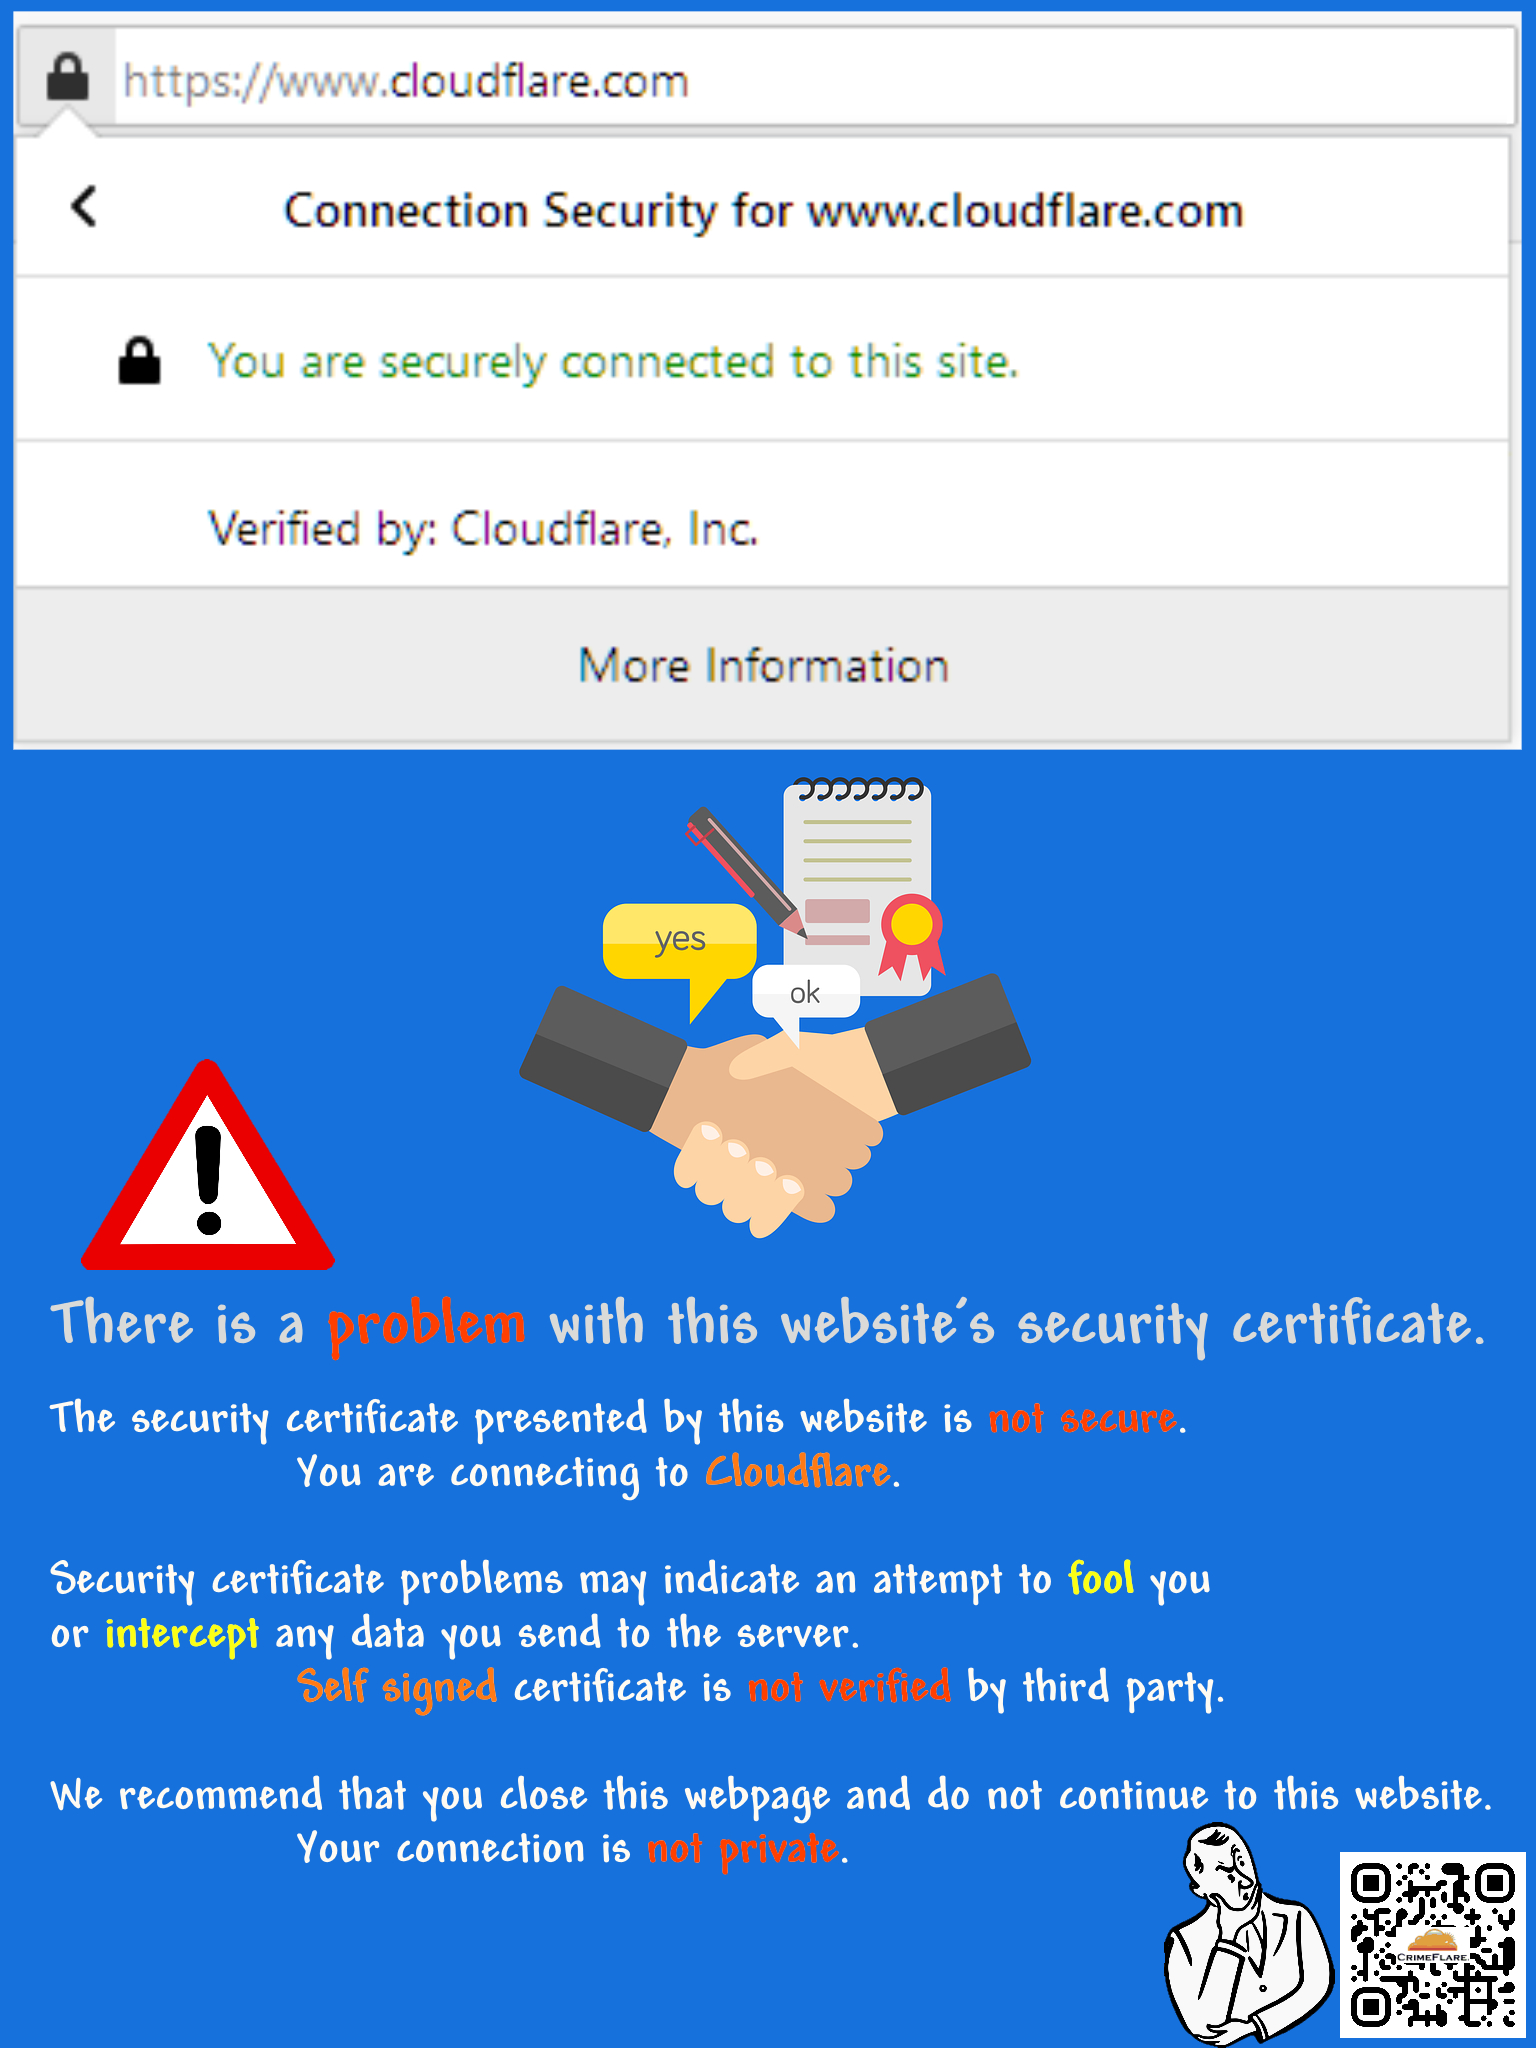 https://www.cloudflare.com
Connection Security for www.cloudflare.com
You are securely connected to this site.
Verified by: Cloudflare, Inc.
More Information
yes
ok
There is a problem with this website's security certificate.
The security certificate presented by this website is not secure.
You are connecting to Cloudflare.
Security certificate problems may indicate an attempt to fool you
or intercept any data you send to the server.
Self signed certificate is not verified by third party.
We recommend that you close this webpage and do not continue to this website.
Your connection is not private.
CRIMEFLARE